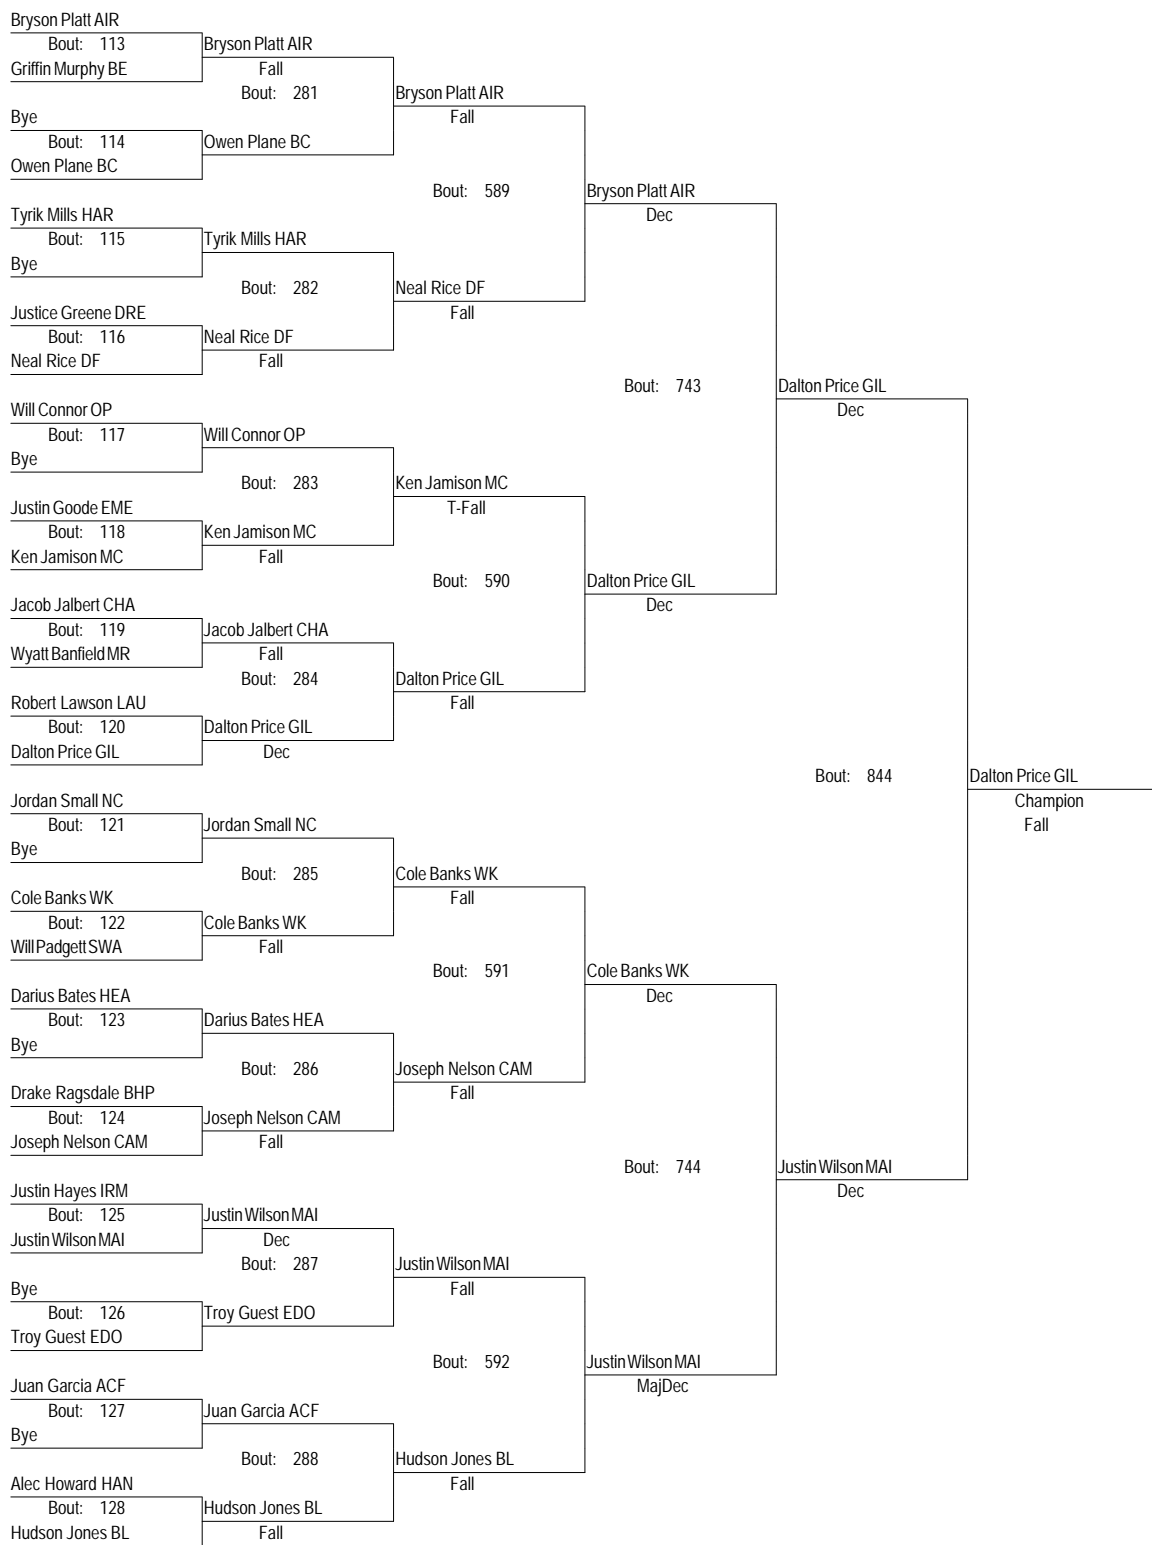 Bryson Platt AIR
Bout: 113 Bryson Platt AIR
Griffin Murphy BE Fall
Bout: 281 Bryson Platt AIR
Bye Fall
Bout: 114 Owen Plane BC
Owen Plane BC
Bout: 589 Bryson Platt AIR
Tyrik Mills HAR Dec
Bout: 115 Tyrik Mills HAR
Bye
Bout: 282 Neal Rice DF
Justice Greene DRE Fall
Bout: 116 Neal Rice DF
Neal Rice DF Fall
Bout: 743 Dalton Price GIL
Will Connor OP Dec
Bout: 117 Will Connor OP
Bye
Bout: 283 Ken Jamison MC
Justin Goode EME T-Fall
Bout: 118 Ken Jamison MC
Ken Jamison MC Fall
Bout: 590 Dalton Price GIL
Jacob Jalbert CHA Dec
Bout: 119 Jacob Jalbert CHA
Wyatt Banfield MR Fall
Bout: 284 Dalton Price GIL
Robert Lawson LAU Fall
Bout: 120 Dalton Price GIL
Dalton Price GIL Dec
Bout: 844 Dalton Price GIL
Jordan Small NC Champion
Bout: 121 Jordan Small NC Fall
Bye
Bout: 285 Cole Banks WK
Cole Banks WK Fall
Bout: 122 Cole Banks WK
Will Padgett SWA Fall
Bout: 591 Cole Banks WK
Darius Bates HEA Dec
Bout: 123 Darius Bates HEA
Bye
Bout: 286 Joseph Nelson CAM
Drake Ragsdale BHP Fall
Bout: 124 Joseph Nelson CAM
Joseph Nelson CAM Fall
Bout: 744 Justin Wilson MAI
Justin Hayes IRM Dec
Bout: 125 Justin Wilson MAI
Justin Wilson MAI Dec
Bout: 287 Justin Wilson MAI
Bye Fall
Bout: 126 Troy Guest EDO
Troy Guest EDO
Bout: 592 Justin Wilson MAI
Juan Garcia ACF MajDec
Bout: 127 Juan Garcia ACF
Bye
Bout: 288 Hudson Jones BL
Alec Howard HAN Fall
Bout: 128 Hudson Jones BL
Hudson Jones BL Fall